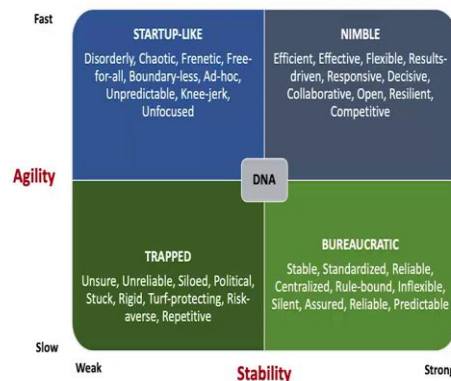 Fast
STARTUP-LIKE
Disorderly, Chaotic, Frenetic, Free-
for-all, Boundary-less, Ad-hoc,
Unpredictable, Knee-jerk,
Unfocused
NIMBLE
Efficient, Effective, Flexible, Results-
driven, Responsive, Decisive,
Collaborative, Open, Resilient,
Competitive
Agility
DNA
TRAPPED
Unsure, Unreliable, Siloed, Political,
Stuck, Rigid, Turf-protecting, Risk-
averse, Repetitive
BUREAUCRATIC
Stable, Standardized, Reliable,
Centralized, Rule-bound, Inflexible,
Silent, Assured, Reliable, Predictable
Slow
Weak
Stability
Strong